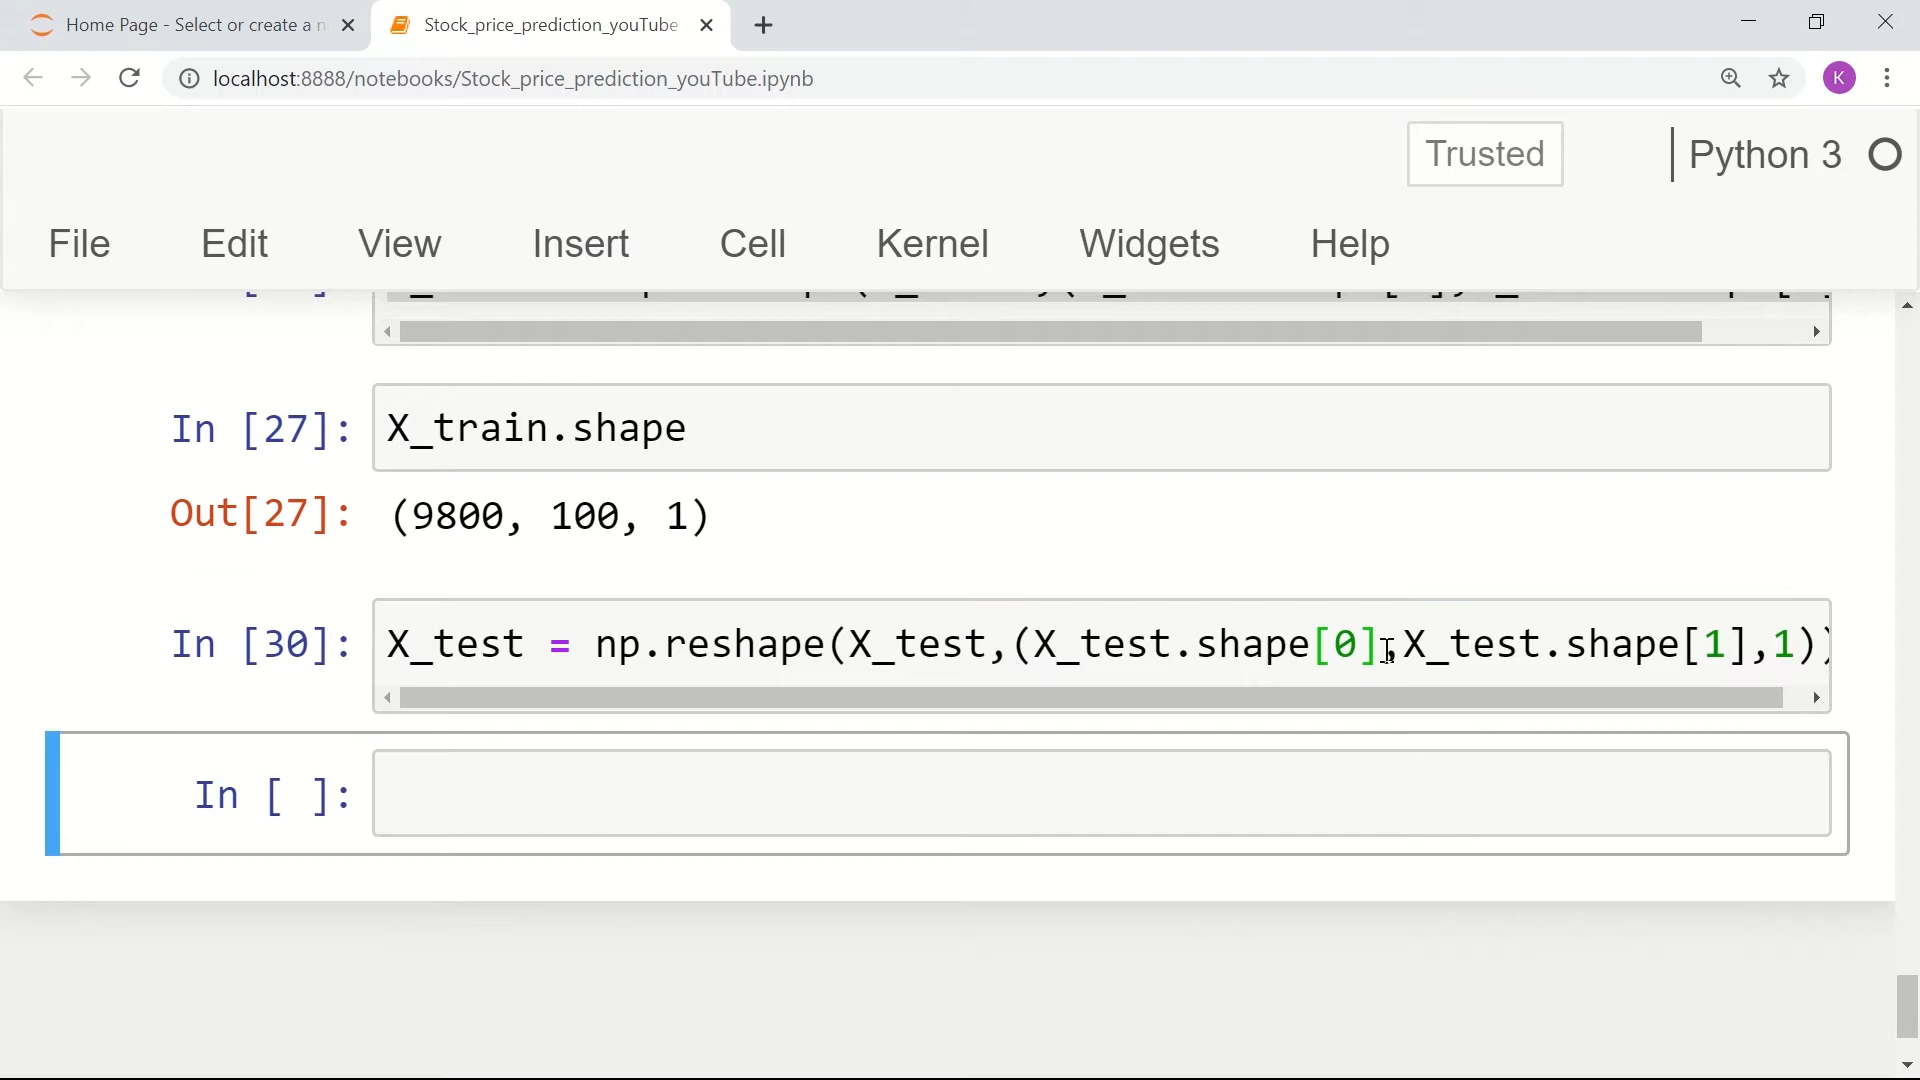 Home Page - Select or create a n
Stock_price_prediction_youTube
localhost:8888/notebooks/Stock_price_prediction_youTube.ipynb
K
Trusted
Python 3
File Edit View Insert Cell Kernel Widgets Help
In [27]: X_train.shape
Out[27]: (9800, 100, 1)
In [30]: X_test = np.reshape(X_test,(X_test.shape[0],X_test.shape[1],1))
In [ ]: